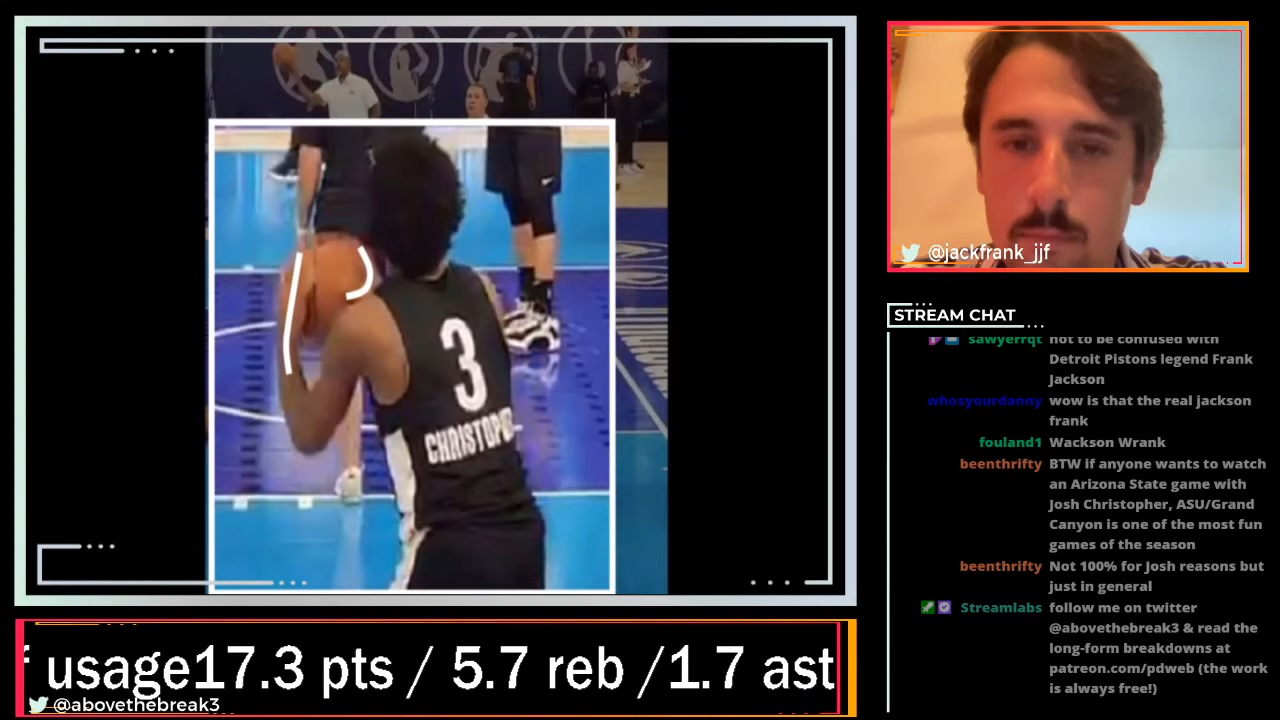 3
CHRISTOP
@jackfrank_jjf
STREAM CHAT
sawyerrqt not to be confused with
Detroit Pistons legend Frank
Jackson
whosyourdanny wow is that the real jackson
frank
fouland1 Wackson Wrank
beenthrifty BTW if anyone wants to watch
an Arizona State game with
Josh Christopher, ASU/Grand
Canyon is one of the most fun
games of the season
beenthrifty Not 100% for Josh reasons but
just in general
Streamlabs follow me on twitter
@abovethebreak3 & read the
long-form breakdowns at
patreon.com/pdweb (the work
is always free!)
usage17.3 pts / 5.7 reb /1.7 ast
@abovethebreak3